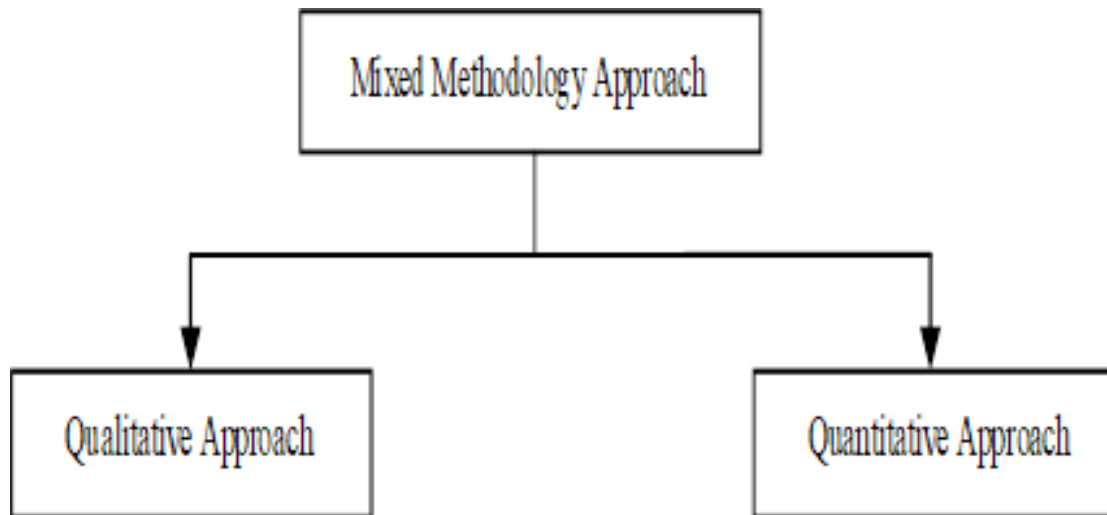 Mixed Methodology Approach
Qualitative Approach
Quantitative Approach